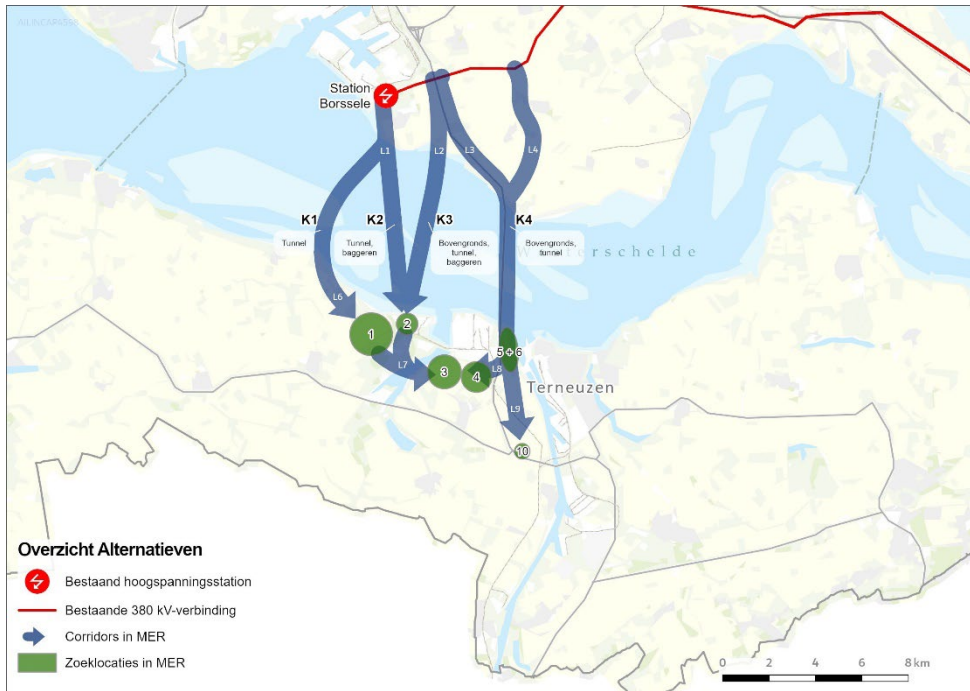 Station
Borssele
L1
L2
L3
L4
K1
K2
K3
K4
Tunnel
Tunnel,
baggeren
Bovengronds,
tunnel,
baggeren
Bovengronds,
tunnel
L6
1
2
L7
3
4
L8
5 + 6
Terneuzen
L9
10
Overzicht Alternatieven
Bestaand hoogspanningsstation
Bestaande 380 kV-verbinding
Corridors in MER
Zoeklocaties in MER
0 2 4 6 8 km